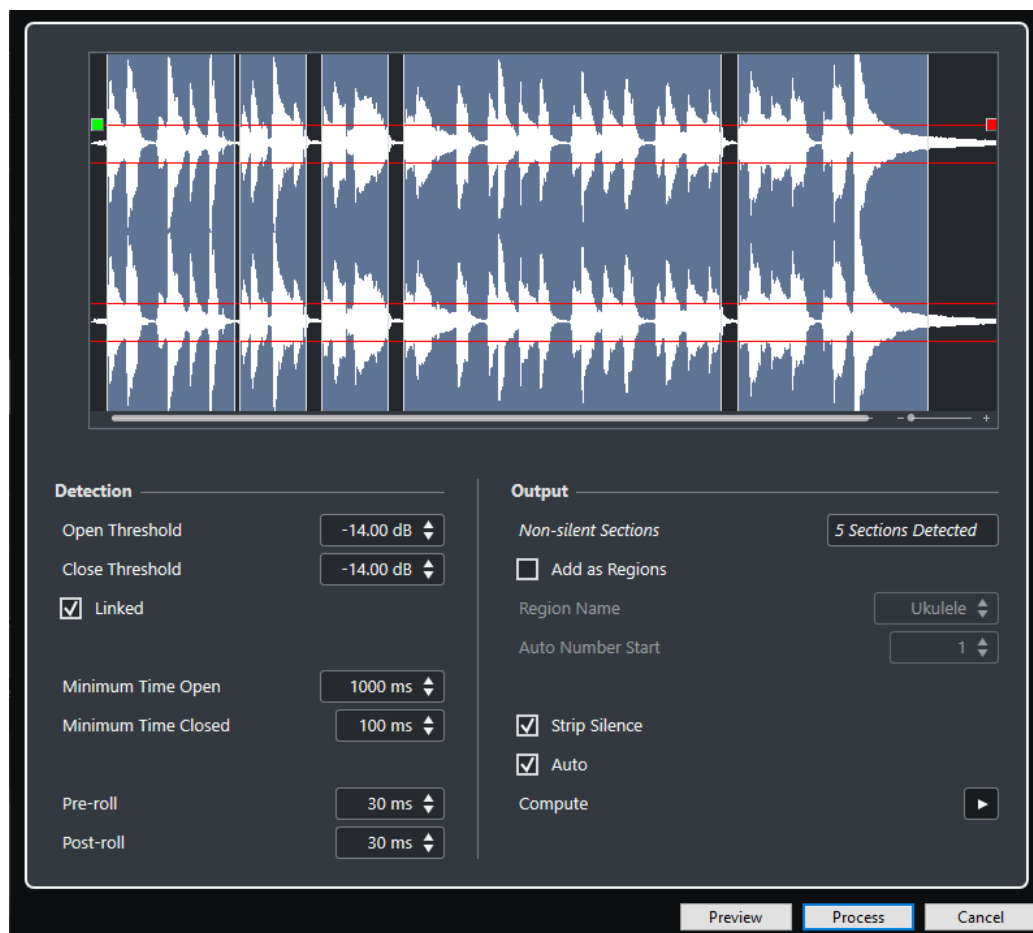 Detection
Open Threshold -14.00 dB
Close Threshold -14.00 dB
Linked
Minimum Time Open 1000 ms
Minimum Time Closed 100 ms
Pre-roll 30 ms
Post-roll 30 ms
Output
Non-silent Sections 5 Sections Detected
Add as Regions
Region Name Ukulele
Auto Number Start 1
Strip Silence
Auto
Compute
Preview Process Cancel